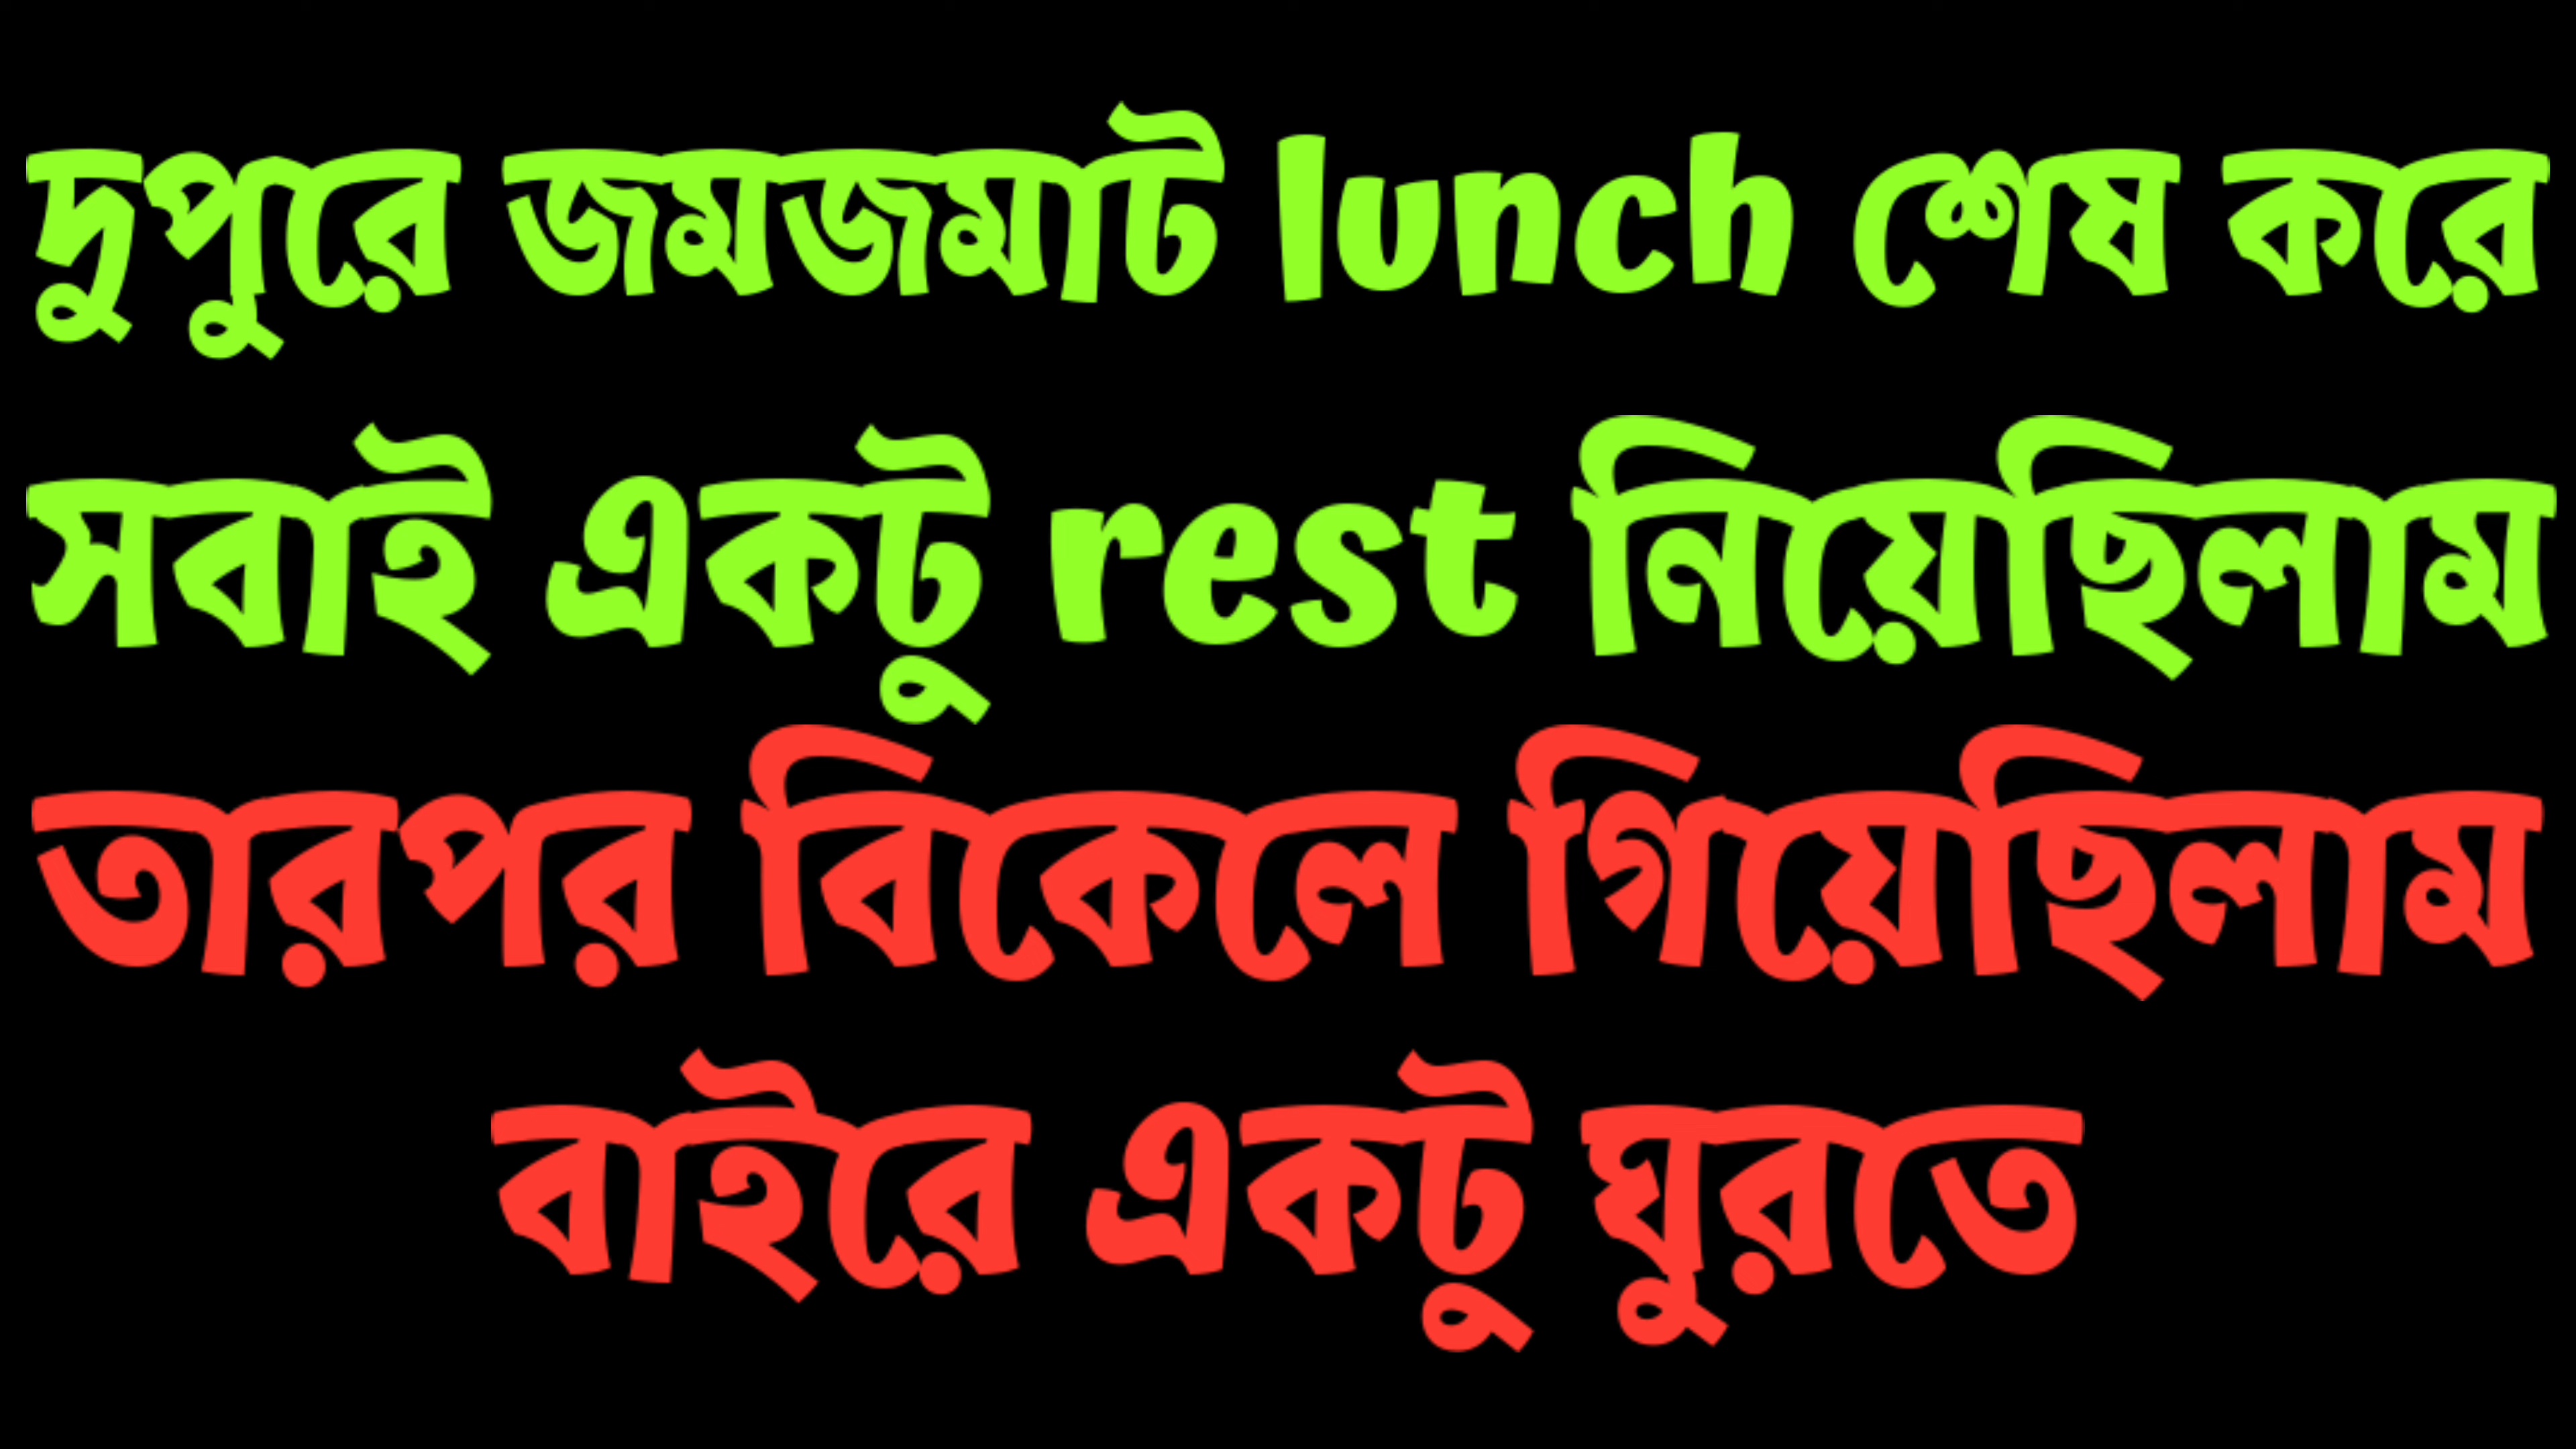 দুপুরে জমজমাট lunch শেষ করে
সবাই একটু rest নিয়েছিলাম
তারপর বিকেলে গিয়েছিলাম
বাইরে একটু ঘুরতে